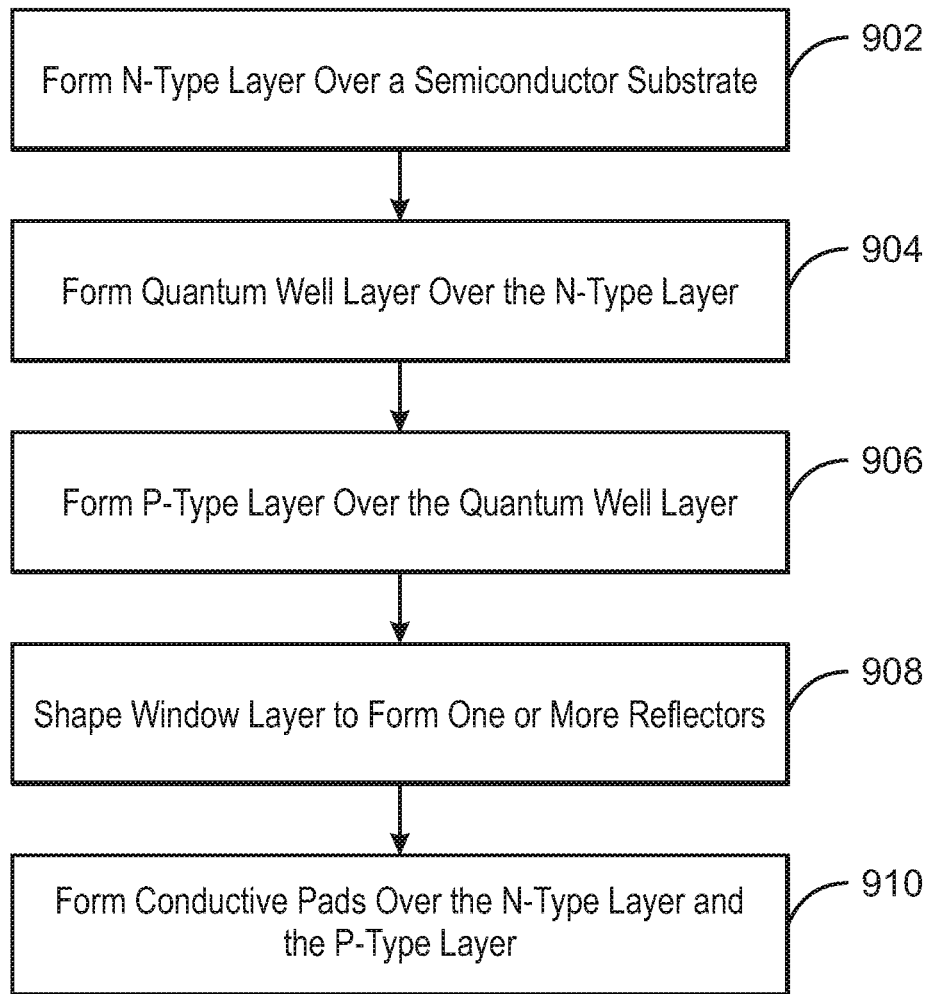 Form N-Type Layer Over a Semiconductor Substrate
902
Form Quantum Well Layer Over the N-Type Layer
904
Form P-Type Layer Over the Quantum Well Layer
906
Shape Window Layer to Form One or More Reflectors
908
Form Conductive Pads Over the N-Type Layer and
the P-Type Layer
910